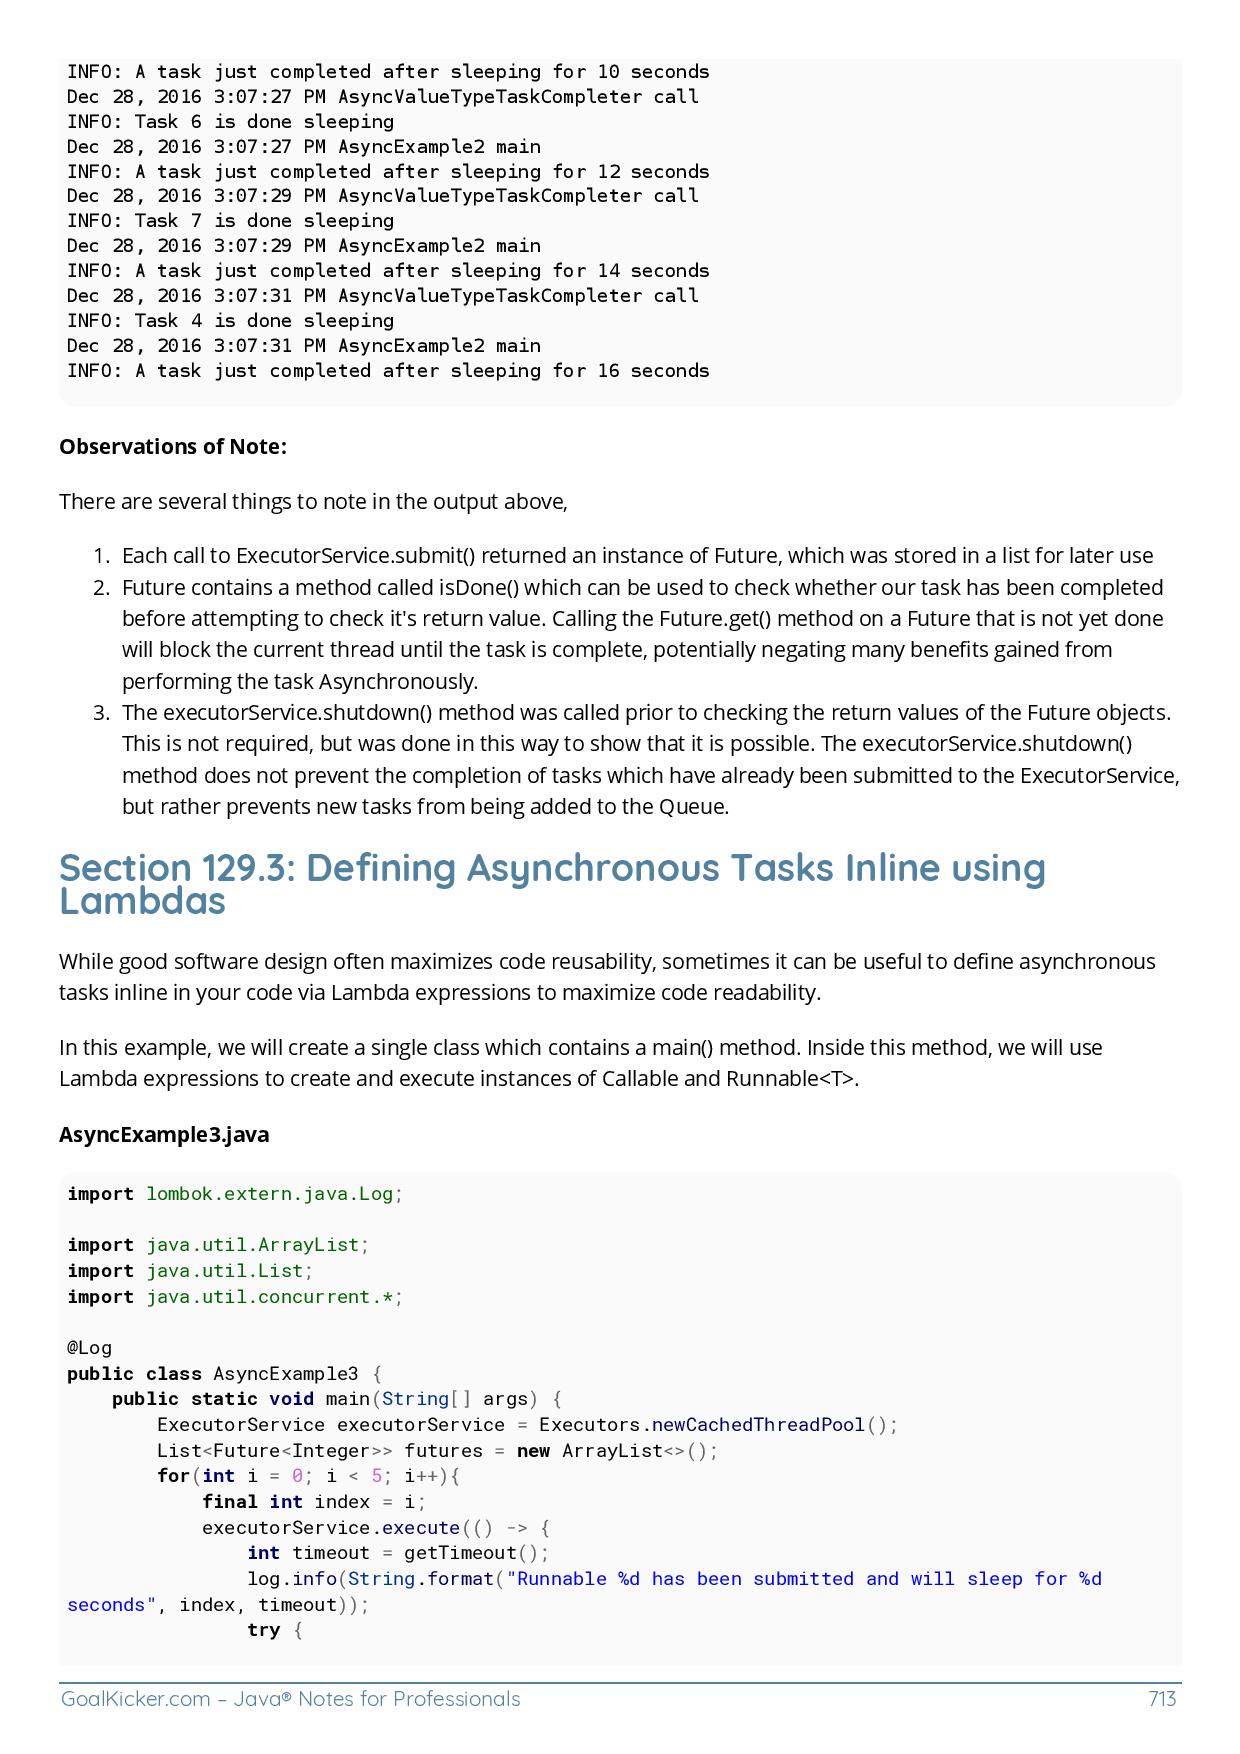 INFO: A task just completed after sleeping for 10 seconds
Dec 28, 2016 3:07:27 PM AsyncValueTypeTaskCompleter call
INFO: Task 6 is done sleeping
Dec 28, 2016 3:07:27 PM AsyncExample2 main
INFO: A task just completed after sleeping for 12 seconds
Dec 28, 2016 3:07:29 PM AsyncValueTypeTaskCompleter call
INFO: Task 7 is done sleeping
Dec 28, 2016 3:07:29 PM AsyncExample2 main
INFO: A task just completed after sleeping for 14 seconds
Dec 28, 2016 3:07:31 PM AsyncValueTypeTaskCompleter call
INFO: Task 4 is done sleeping
Dec 28, 2016 3:07:31 PM AsyncExample2 main
INFO: A task just completed after sleeping for 16 seconds
Observations of Note:
There are several things to note in the output above,
1. Each call to ExecutorService.submit() returned an instance of Future, which was stored in a list for later use
2. Future contains a method called isDone() which can be used to check whether our task has been completed
before attempting to check it's return value. Calling the Future.get() method on a Future that is not yet done
will block the current thread until the task is complete, potentially negating many benefits gained from
performing the task Asynchronously.
3. The executorService.shutdown() method was called prior to checking the return values of the Future objects.
This is not required, but was done in this way to show that it is possible. The executorService.shutdown()
method does not prevent the completion of tasks which have already been submitted to the ExecutorService,
but rather prevents new tasks from being added to the Queue.
Section 129.3: Defining Asynchronous Tasks Inline using
Lambdas
While good software design often maximizes code reusability, sometimes it can be useful to define asynchronous
tasks inline in your code via Lambda expressions to maximize code readability.
In this example, we will create a single class which contains a main() method. Inside this method, we will use
Lambda expressions to create and execute instances of Callable and Runnable<T>.
AsyncExample3.java
import lombok.extern.java.Log;
import java.util.ArrayList;
import java.util.List;
import java.util.concurrent.*;
@Log
public class AsyncExample3 {
    public static void main(String[] args) {
        ExecutorService executorService = Executors.newCachedThreadPool();
        List<Future<Integer>> futures = new ArrayList<>();
        for(int i = 0; i < 5; i++){
            final int index = i;
            executorService.execute(() -> {
                int timeout = getTimeout();
                log.info(String.format("Runnable %d has been submitted and will sleep for %d
seconds", index, timeout));
                try {
GoalKicker.com – Java® Notes for Professionals 713